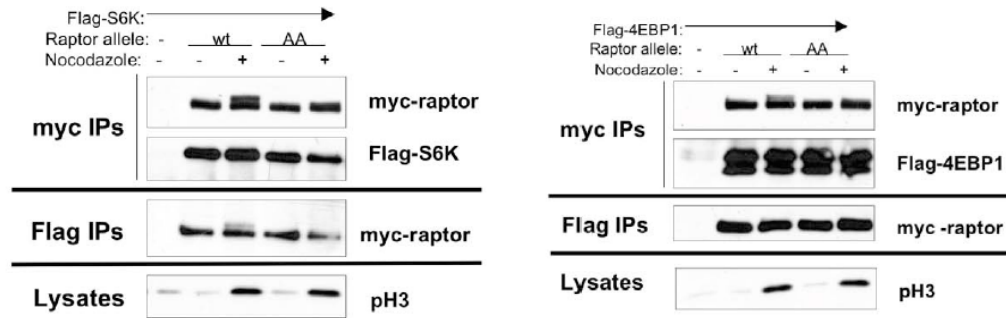 Flag-S6K:
Raptor allele: - wt AA
Nocodazole: - - + - +
myc IPs
myc-raptor
Flag-S6K
Flag IPs
myc-raptor
Lysates
pH3
Flag-4EBP1:
Raptor allele: - wt AA
Nocodazole: - - + - +
myc IPs
myc-raptor
Flag-4EBP1
Flag IPs
myc -raptor
Lysates
pH3